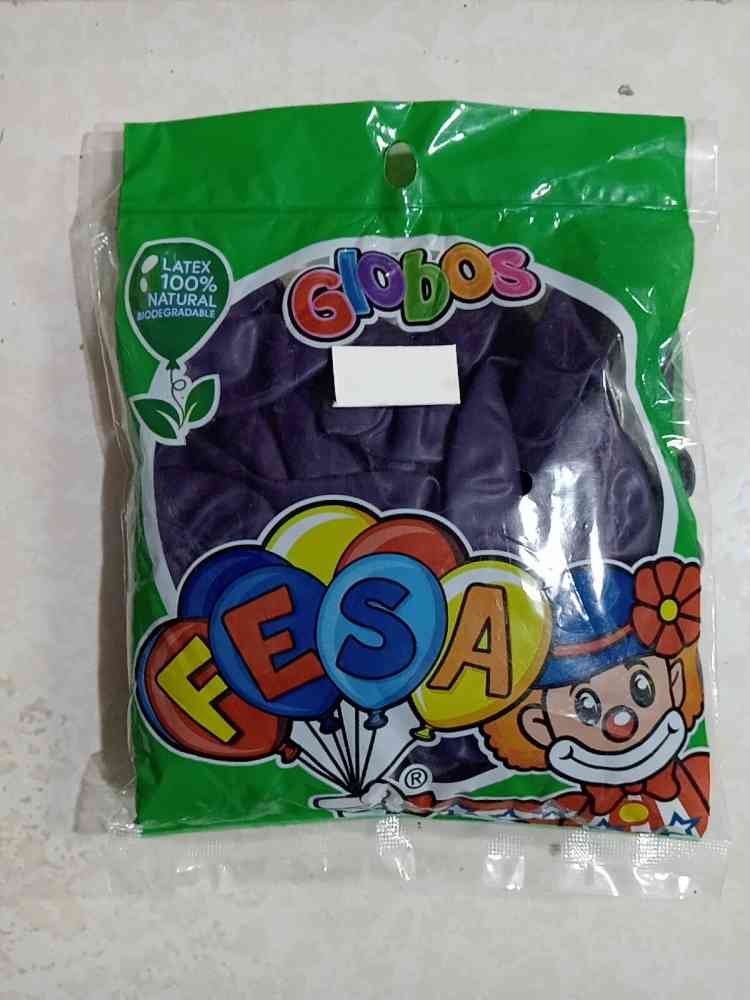 LATEX
100%
NATURAL
BIODEGRADABLE
Globos
FESA
®